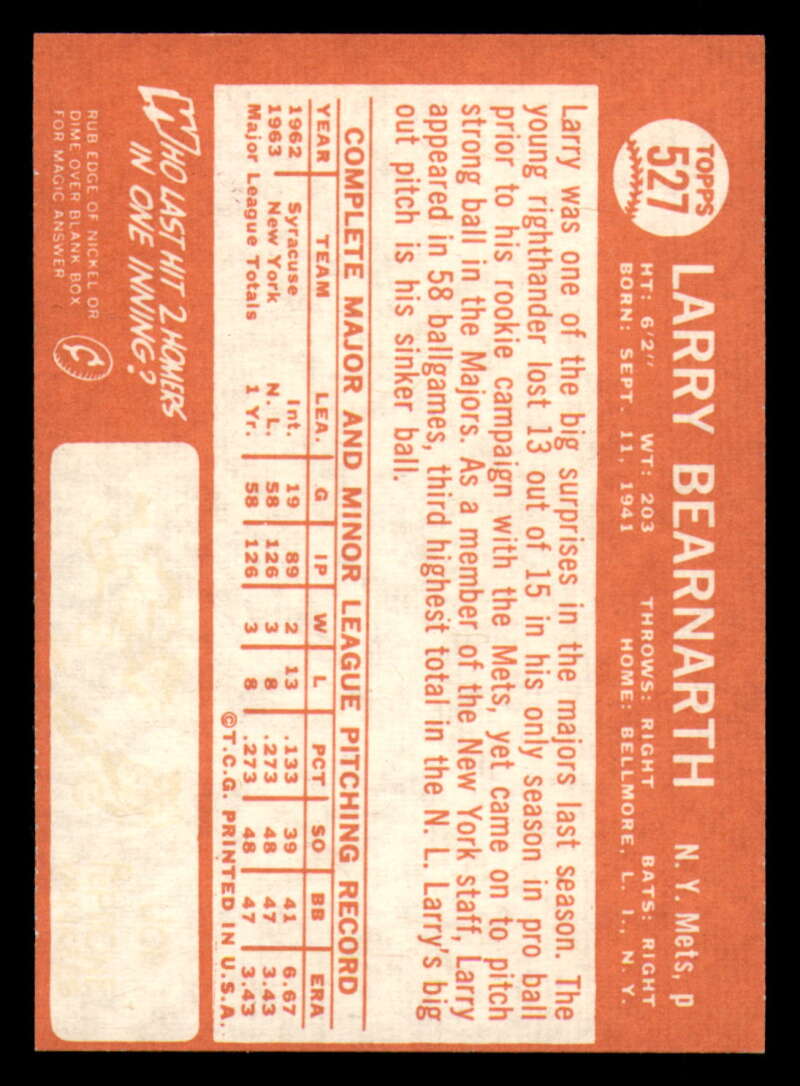 TOPPS
527
LARRY BEARNARTH N. Y. Mets, p
HT: 6'2" WT: 203 THROWS: RIGHT BATS: RIGHT
BORN: SEPT. 11, 1941 HOME: BELLMORE, L. I., N. Y.
Larry was one of the big surprises in the majors last season. The
young righthander lost 13 out of 15 in his only season in pro ball
prior to his rookie campaign with the Mets, yet came on to pitch
strong ball in the Majors. As a member of the New York staff, Larry
appeared in 58 ballgames, third highest total in the N. L. Larry's big
out pitch is his sinker ball.
COMPLETE MAJOR AND MINOR LEAGUE PITCHING RECORD
YEAR TEAM LEA. G IP W L PCT SO BB ERA
1962 Syracuse Int. 19 89 2 13 .133 39 41 6.67
1963 New York N. L. 58 126 3 8 .273 48 47 3.43
Major League Totals 1 Yr. 58 126 3 8 .273 48 47 3.43
©T.C.G. PRINTED IN U.S.A.
WHO LAST HIT 2 HOMERS
IN ONE INNING?
RUB EDGE OF NICKEL OR
DIME OVER BLANK BOX
FOR MAGIC ANSWER